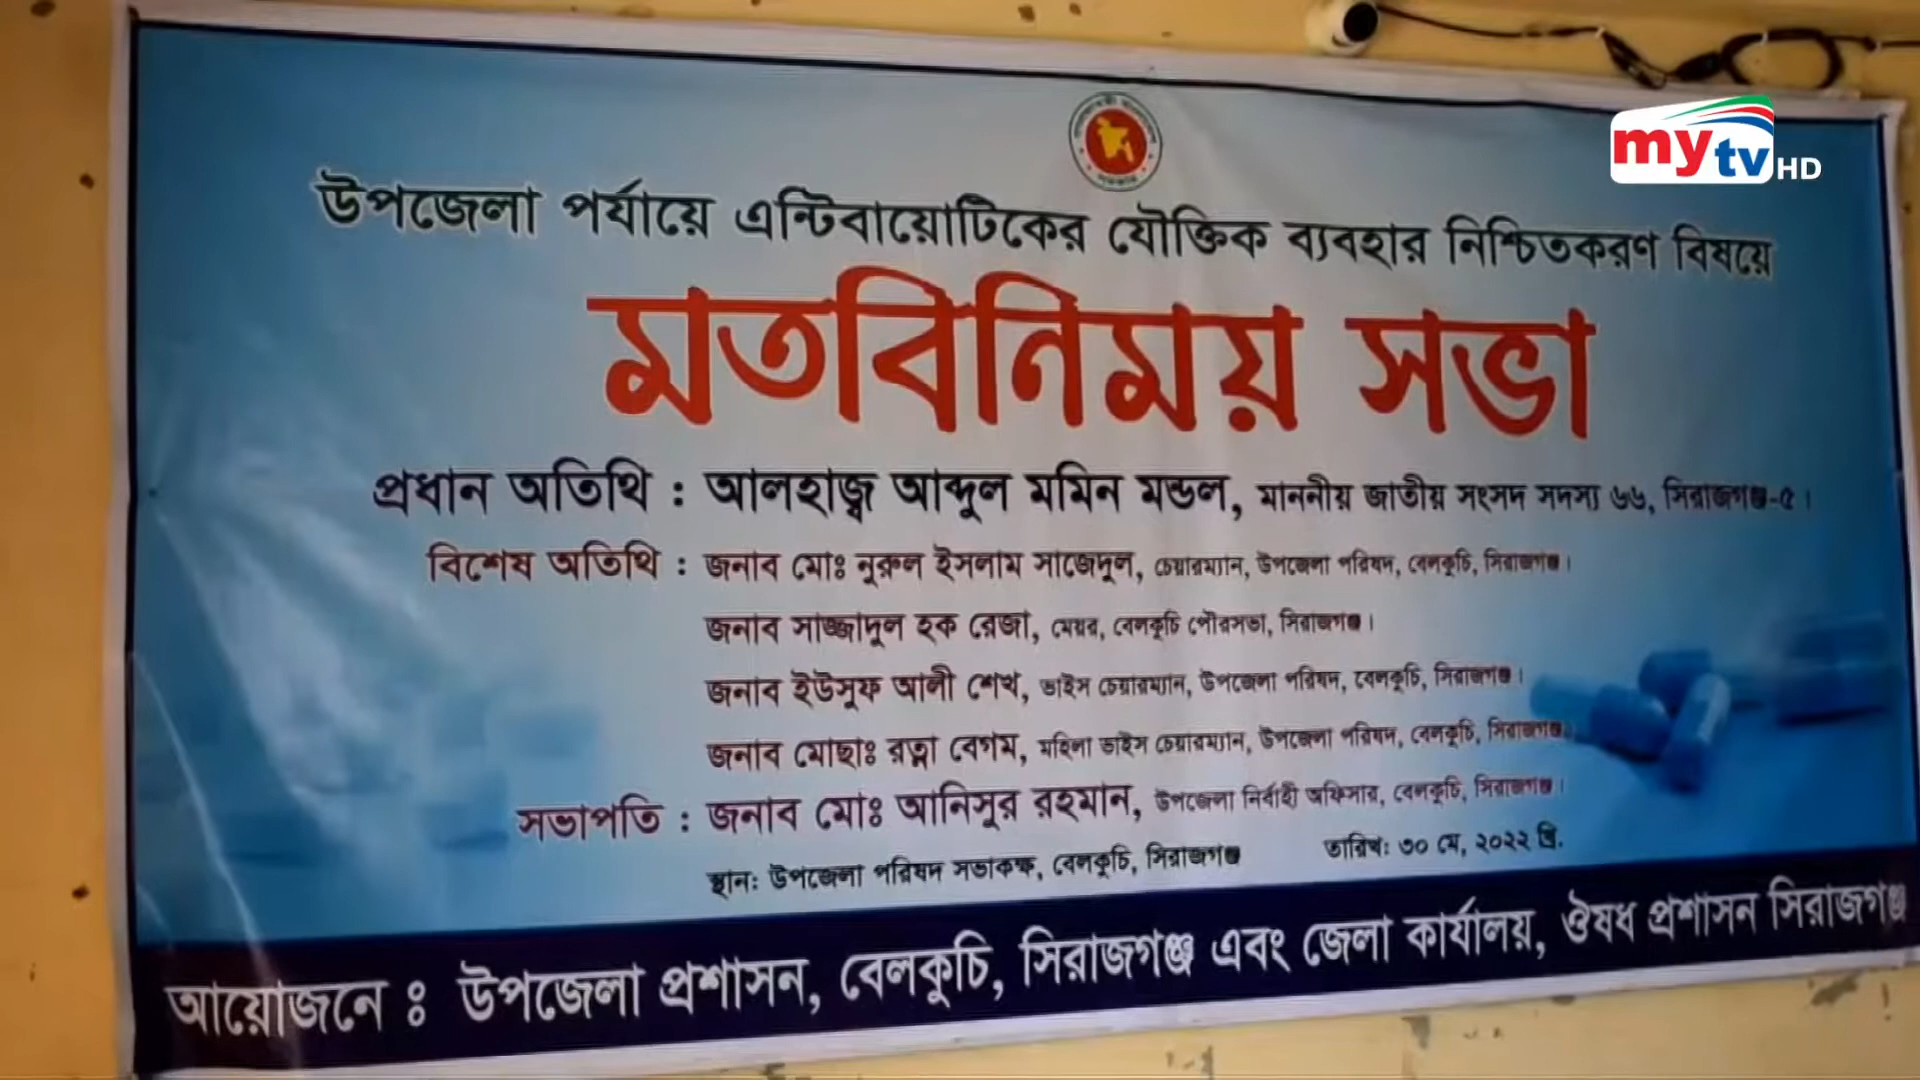 my tv HD
উপজেলা পর্যায়ে এন্টিবায়োটিকের যৌক্তিক ব্যবহার নিশ্চিতকরণ বিষয়ে
মতবিনিময় সভা
প্রধান অতিথি : আলহাজ্ব আব্দুল মমিন মন্ডল, মাননীয় জাতীয় সংসদ সদস্য ৬৬, সিরাজগঞ্জ-৫ ।
বিশেষ অতিথি : জনাব মোঃ নুরুল ইসলাম সাজেদুল, চেয়ারম্যান, উপজেলা পরিষদ, বেলকুচি, সিরাজগঞ্জ ।
জনাব সাজ্জাদুল হক রেজা, মেয়র, বেলকুচি পৌরসভা, সিরাজগঞ্জ ।
জনাব ইউসুফ আলী শেখ, ভাইস চেয়ারম্যান, উপজেলা পরিষদ, বেলকুচি, সিরাজগঞ্জ ।
জনাব মোছাঃ রত্না বেগম, মহিলা ভাইস চেয়ারম্যান, উপজেলা পরিষদ, বেলকুচি, সিরাজগঞ্জ
সভাপতি : জনাব মোঃ আনিসুর রহমান, উপজেলা নির্বাহী অফিসার, বেলকুচি, সিরাজগঞ্জ ।
স্থান: উপজেলা পরিষদ সভাকক্ষ, বেলকুচি, সিরাজগঞ্জ তারিখ: ৩০ মে, ২০২২ খ্রি.
আয়োজনে ঃ উপজেলা প্রশাসন, বেলকুচি, সিরাজগঞ্জ এবং জেলা কার্যালয়, ঔষধ প্রশাসন সিরাজগঞ্জ